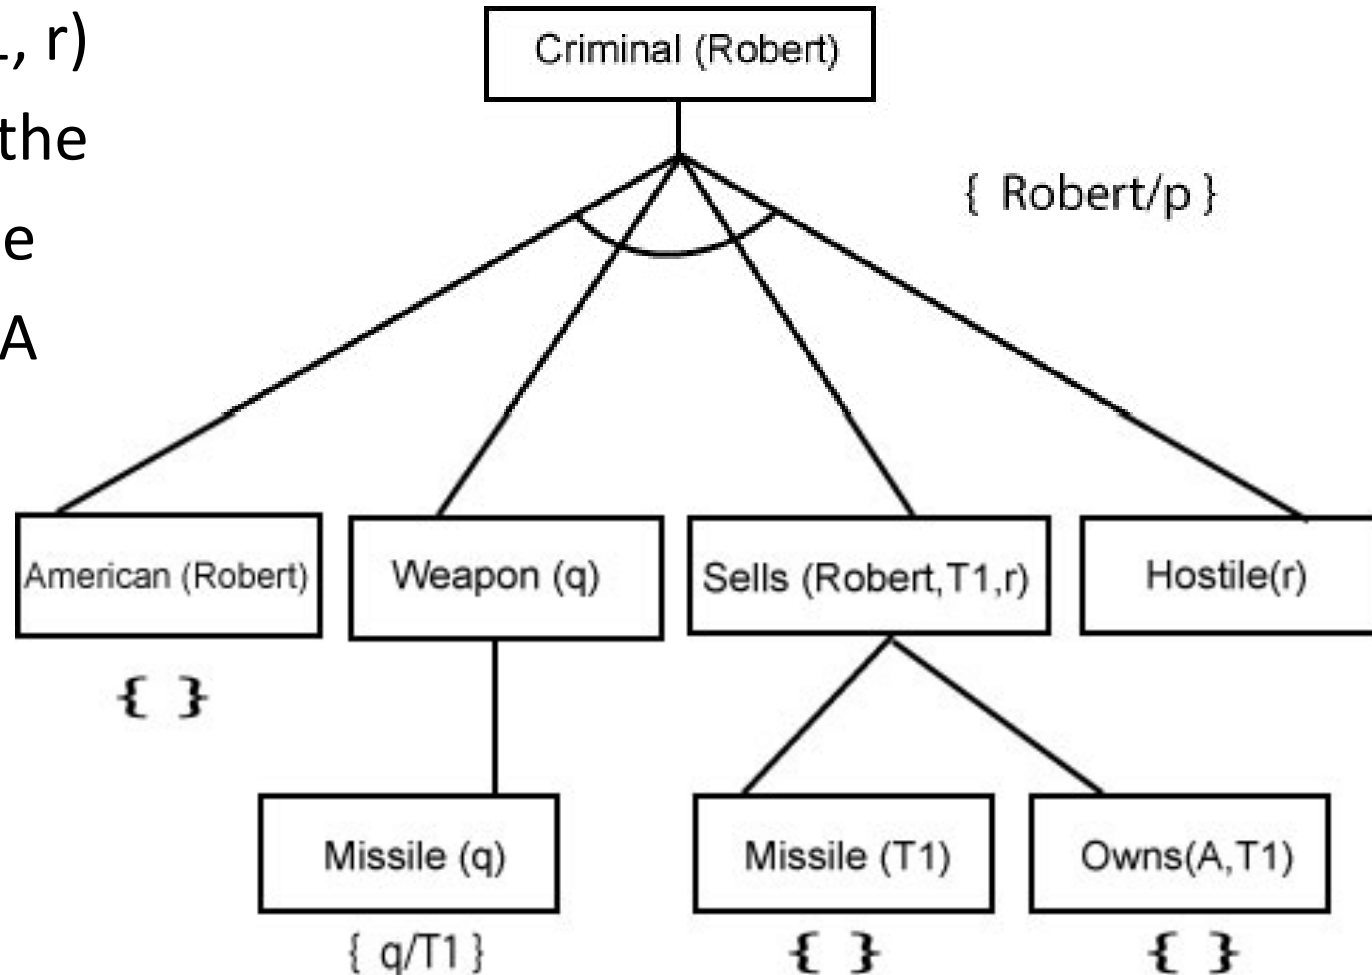 , r)
the
e
A
Criminal (Robert)
{ Robert/p }
American (Robert)
Weapon (q)
Sells (Robert,T1,r)
Hostile(r)
{ }
Missile (q)
Missile (T1)
Owns(A,T1)
{ q/T1 }
{ }
{ }